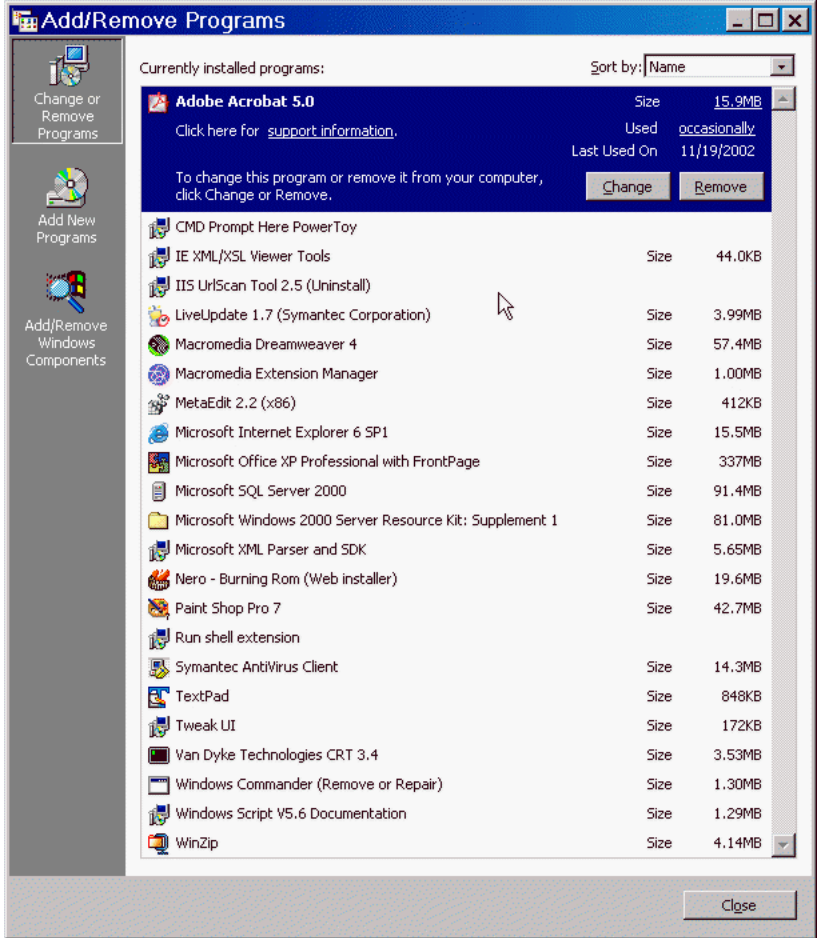 Add/Remove Programs
Change or
Remove
Programs
Add New
Programs
Add/Remove
Windows
Components
Currently installed programs:
Sort by: Name
Adobe Acrobat 5.0 Size 15.9MB
Click here for support information. Used occasionally
Last Used On 11/19/2002
To change this program or remove it from your computer,
click Change or Remove.
Change Remove
CMD Prompt Here PowerToy
IE XML/XSL Viewer Tools Size 44.0KB
IIS UrlScan Tool 2.5 (Uninstall)
LiveUpdate 1.7 (Symantec Corporation) Size 3.99MB
Macromedia Dreamweaver 4 Size 57.4MB
Macromedia Extension Manager Size 1.00MB
MetaEdit 2.2 (x86) Size 412KB
Microsoft Internet Explorer 6 SP1 Size 15.5MB
Microsoft Office XP Professional with FrontPage Size 337MB
Microsoft SQL Server 2000 Size 91.4MB
Microsoft Windows 2000 Server Resource Kit: Supplement 1 Size 81.0MB
Microsoft XML Parser and SDK Size 5.65MB
Nero - Burning Rom (Web installer) Size 19.6MB
Paint Shop Pro 7 Size 42.7MB
Run shell extension
Symantec AntiVirus Client Size 14.3MB
TextPad Size 848KB
Tweak UI Size 172KB
Van Dyke Technologies CRT 3.4 Size 3.53MB
Windows Commander (Remove or Repair) Size 1.30MB
Windows Script V5.6 Documentation Size 1.29MB
WinZip Size 4.14MB
Close